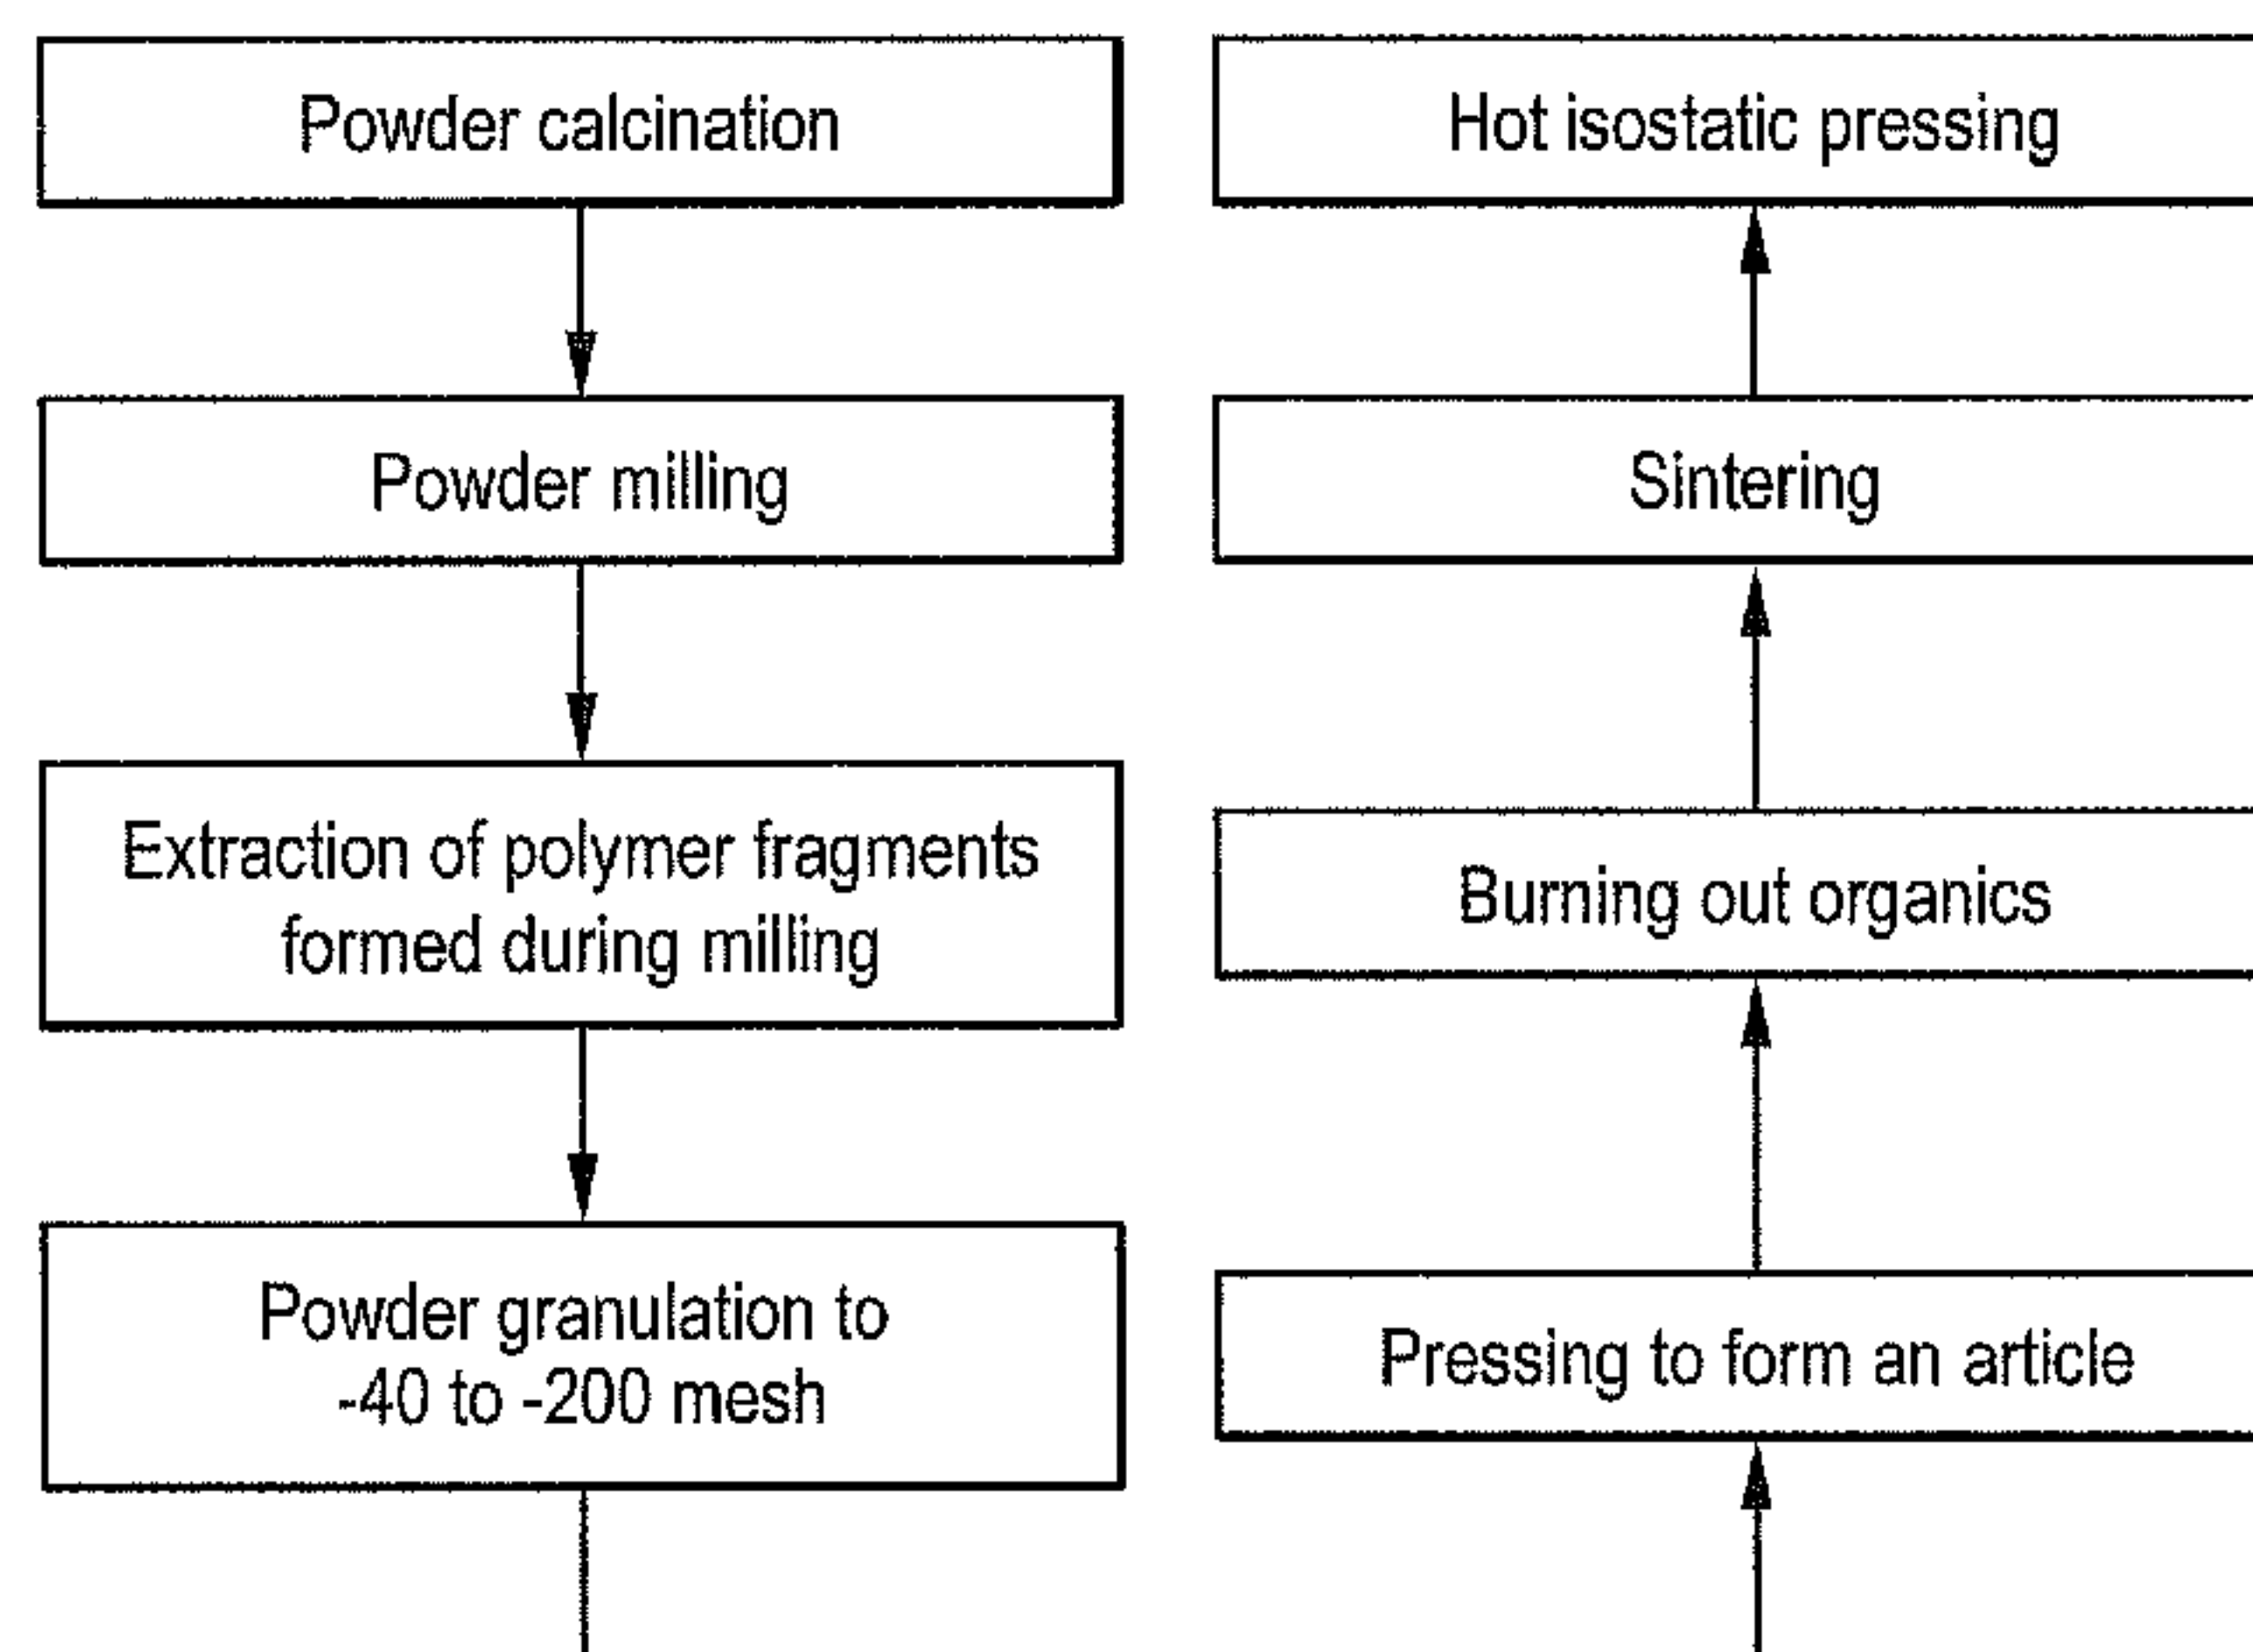 Powder calcination
Powder milling
Extraction of polymer fragments
formed during milling
Powder granulation to
-40 to -200 mesh
Pressing to form an article
Burning out organics
Sintering
Hot isostatic pressing